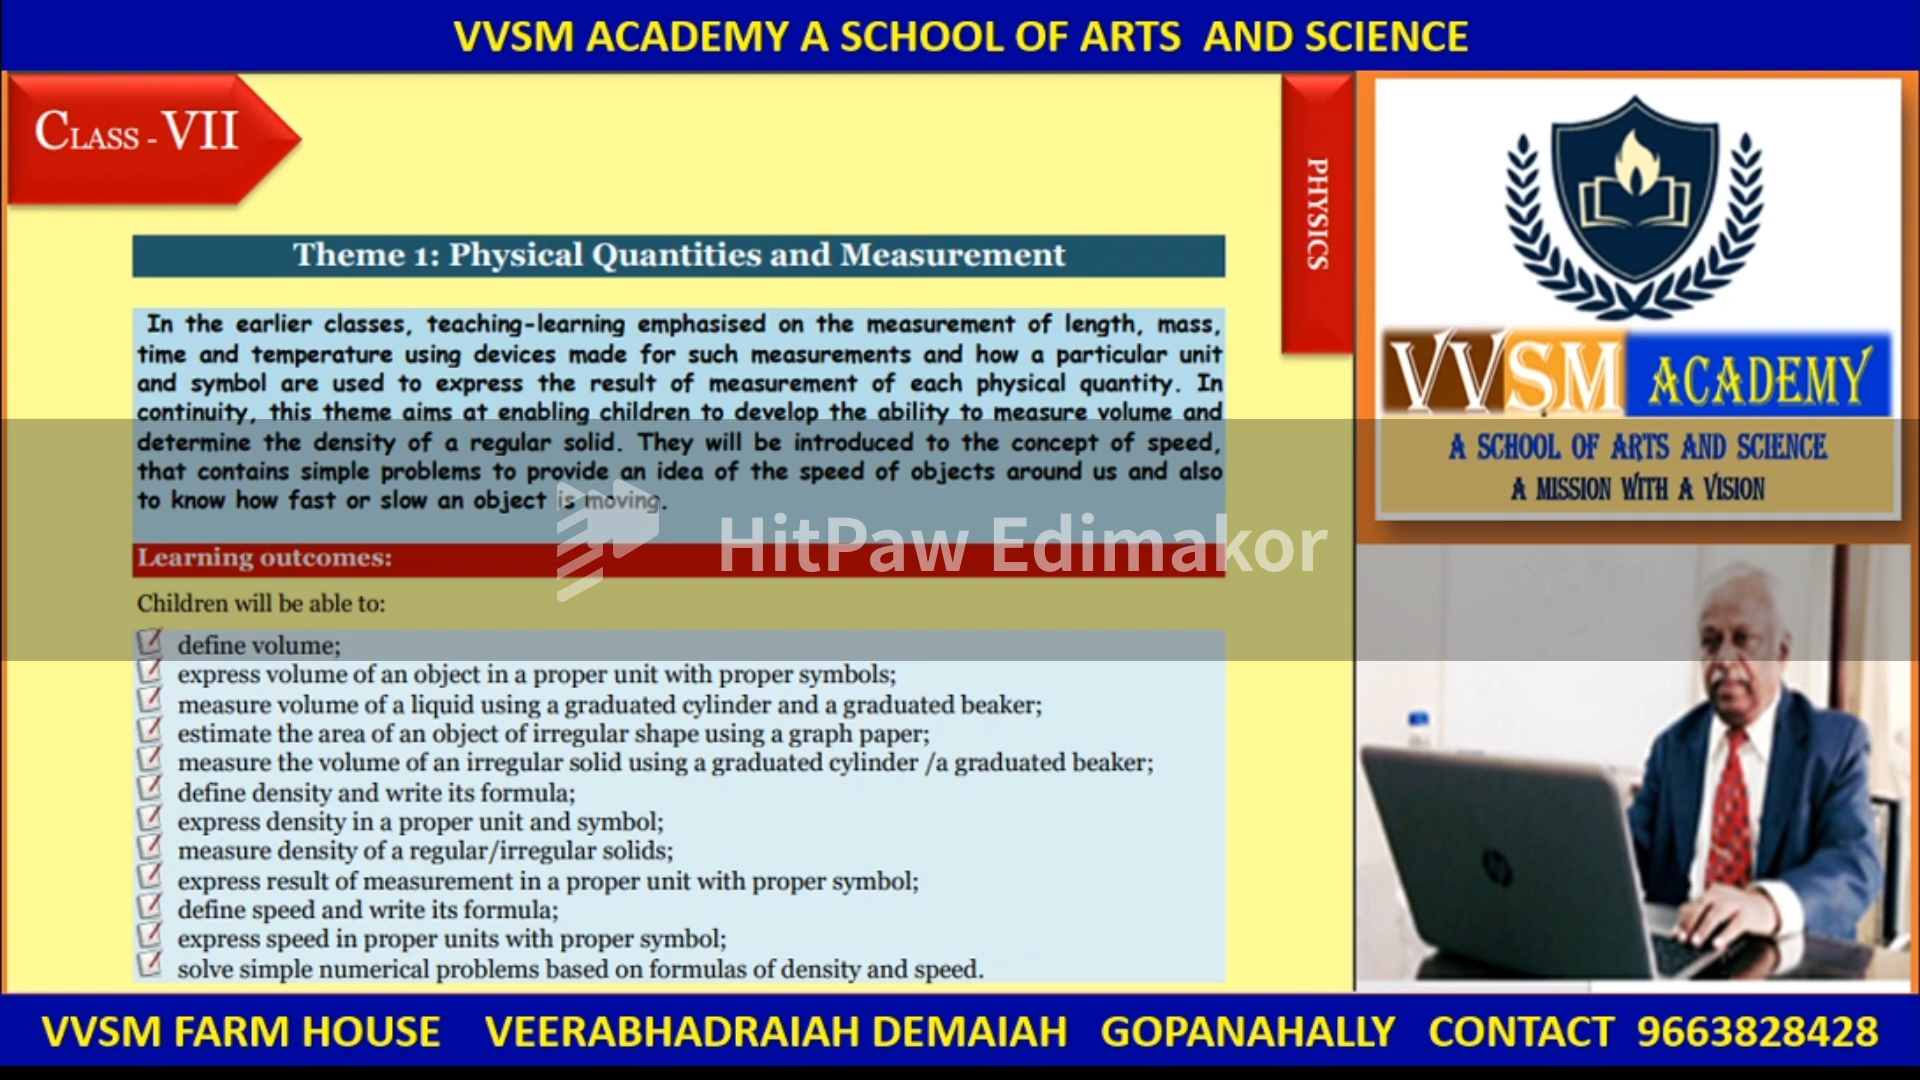 VVSM ACADEMY A SCHOOL OF ARTS AND SCIENCE
CLASS - VII
PHYSICS
Theme 1: Physical Quantities and Measurement
In the earlier classes, teaching-learning emphasised on the measurement of length, mass,
time and temperature using devices made for such measurements and how a particular unit
and symbol are used to express the result of measurement of each physical quantity. In
continuity, this theme aims at enabling children to develop the ability to measure volume and
determine the density of a regular solid. They will be introduced to the concept of speed,
that contains simple problems to provide an idea of the speed of objects around us and also
to know how fast or slow an object is moving.
HitPaw Edimakor
Learning outcomes:
Children will be able to:
define volume;
express volume of an object in a proper unit with proper symbols;
measure volume of a liquid using a graduated cylinder and a graduated beaker;
estimate the area of an object of irregular shape using a graph paper;
measure the volume of an irregular solid using a graduated cylinder /a graduated beaker;
define density and write its formula;
express density in a proper unit and symbol;
measure density of a regular/irregular solids;
express result of measurement in a proper unit with proper symbol;
define speed and write its formula;
express speed in proper units with proper symbol;
solve simple numerical problems based on formulas of density and speed.
VVSM ACADEMY
A SCHOOL OF ARTS AND SCIENCE
A MISSION WITH A VISION
hp
VVSM FARM HOUSE VEERABHADRAIAH DEMAIAH GOPANAHALLY CONTACT 9663828428